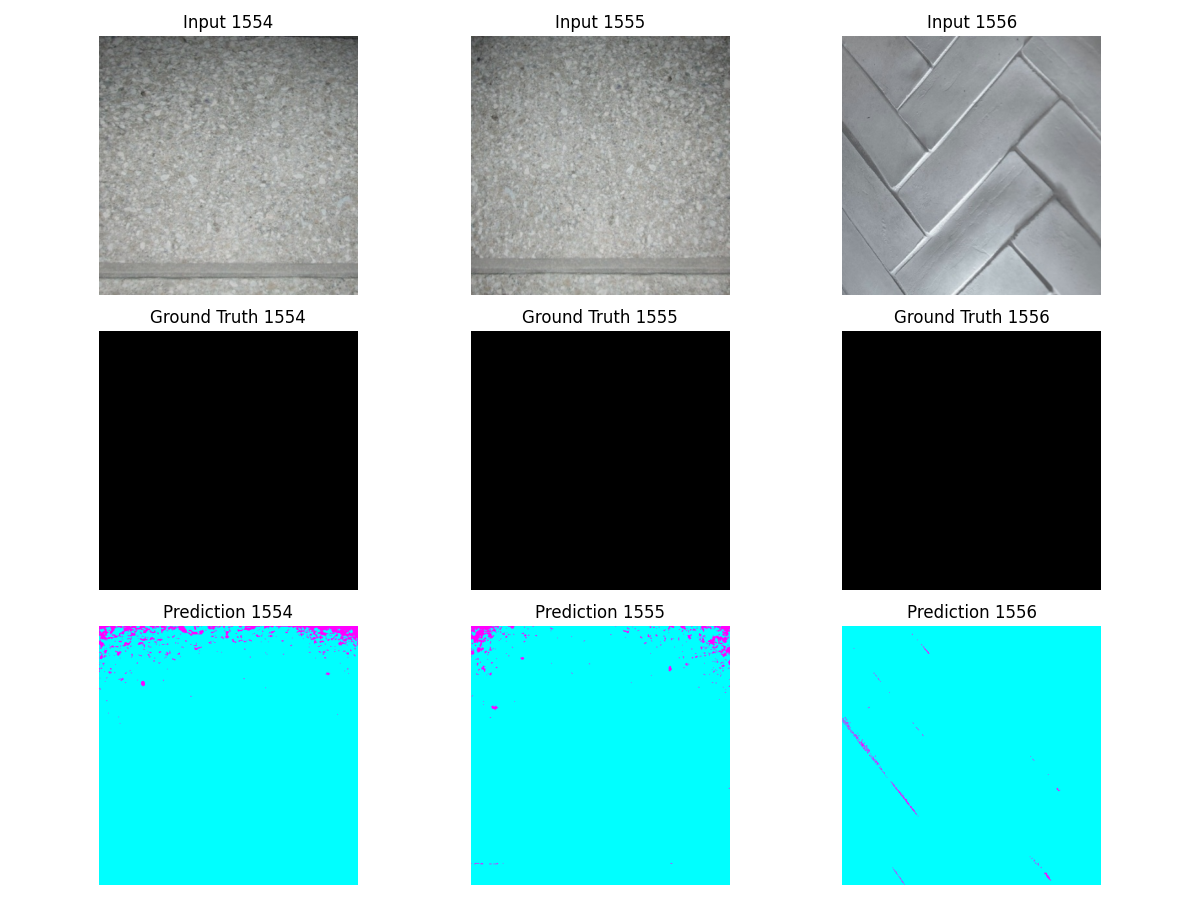 Input 1554
Input 1555
Input 1556
Ground Truth 1554
Ground Truth 1555
Ground Truth 1556
Prediction 1554
Prediction 1555
Prediction 1556